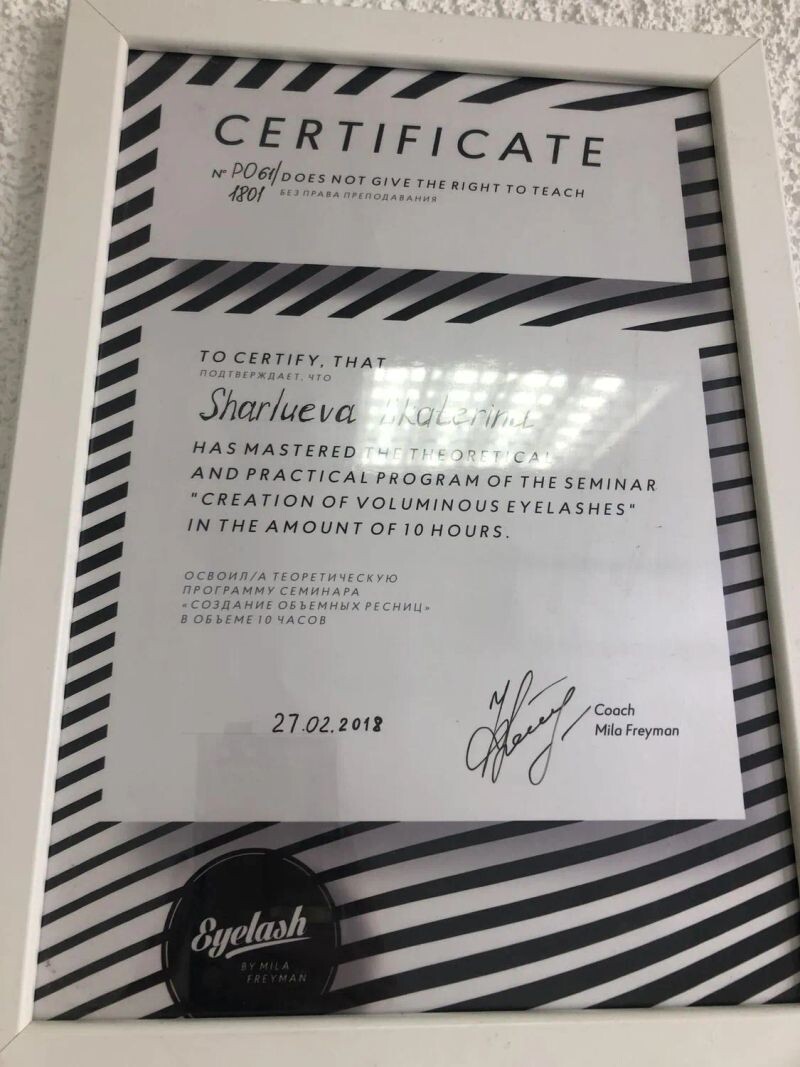 CERTIFICATE
Nº PO61/ DOES NOT GIVE THE RIGHT TO TEACH
1801 БЕЗ ПРАВА ПРЕПОДАВАНИЯ
TO CERTIFY, THAT
ПОДТВЕРЖДАЕТ, ЧТО
Sharlueva Ekaterina
HAS MASTERED THE THEORETICAL
AND PRACTICAL PROGRAM OF THE SEMINAR
"CREATION OF VOLUMINOUS EYELASHES"
IN THE AMOUNT OF 10 HOURS.
ОСВОИЛ/А ТЕОРЕТИЧЕСКУЮ
ПРОГРАММУ СЕМИНАРА
«СОЗДАНИЕ ОБЪЕМНЫХ РЕСНИЦ»
В ОБЪЕМЕ 10 ЧАСОВ
27.02.2018
Coach
Mila Freyman
Eyelash
BY MILA
FREYMAN